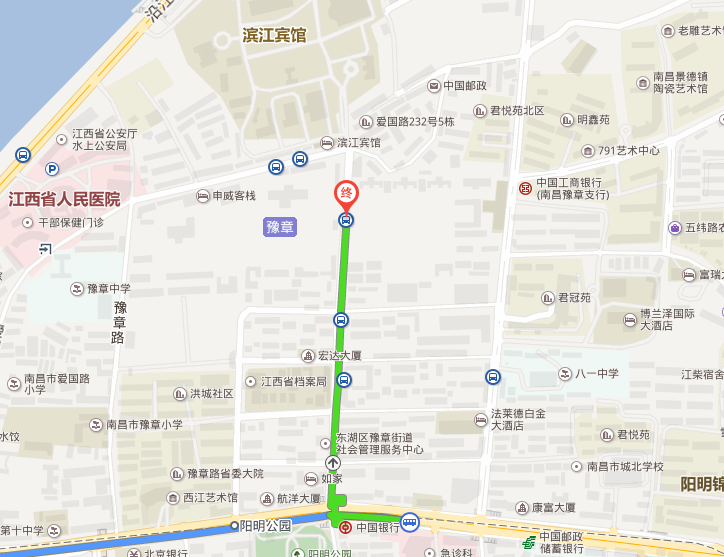 沿江
滨江宾馆
老雕艺术馆
南昌景德镇
陶瓷艺术馆
中国邮政
君悦苑北区
明鑫苑
爱国路232号5栋
江西省公安厅
水上公安局
滨江宾馆
791艺术中心
江西省人民医院
申威客栈
终
中国工商银行
(南昌豫章支行)
干部保健门诊
豫章
五纬路农
富瑞大
豫章中学
豫章路
君冠苑
博兰泽国际
大酒店
宏达大厦
南昌市爱国路
小学
江西省档案局
八一中学
江柴宿舍
洪城社区
法莱德白金
大酒店
南昌市豫章小学
水饺
东湖区豫章街道
社会管理服务中心
君悦苑
豫章路省委大院
如家
南昌市城北学校
阳明锦
西江艺术馆
航洋大厦
康富大厦
第十中学
阳明公园
中国银行
北京银行
阳明公园
急诊科
中国邮政
储蓄银行